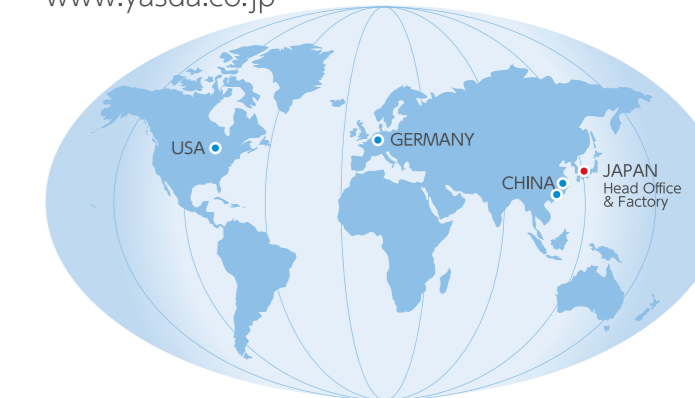 www.yasda.co.jp
USA
GERMANY
CHINA
JAPAN
Head Office
& Factory